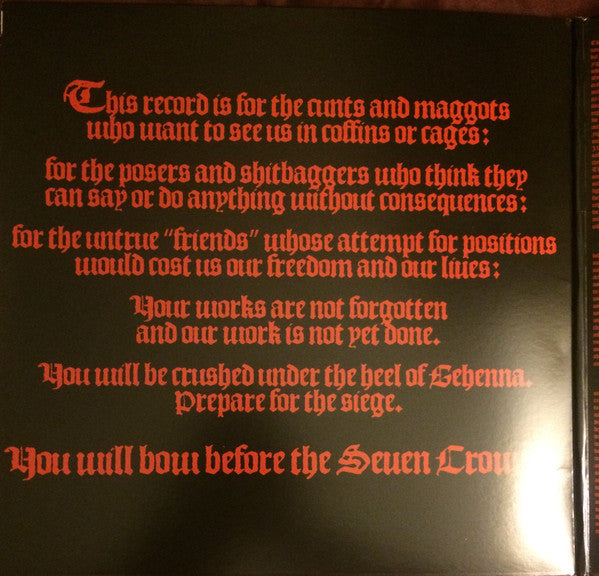 This record is for the cunts and maggots
who want to see us in coffins or cages:
for the posers and shitbaggers who think they
can say or do anything without consequences:
for the untrue "friends" whose attempt for positions
would cost us our freedom and our lives:
Your works are not forgotten
and our work is not yet done.
You will be crushed under the heel of Gehenna.
Prepare for the siege.
You will bow before the Seven